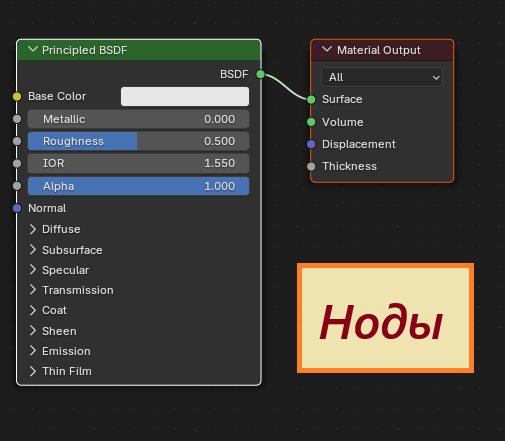 Principled BSDF
BSDF
Base Color
Metallic 0.000
Roughness 0.500
IOR 1.550
Alpha 1.000
Normal
Diffuse
Subsurface
Specular
Transmission
Coat
Sheen
Emission
Thin Film
Material Output
All
Surface
Volume
Displacement
Thickness
Ноды